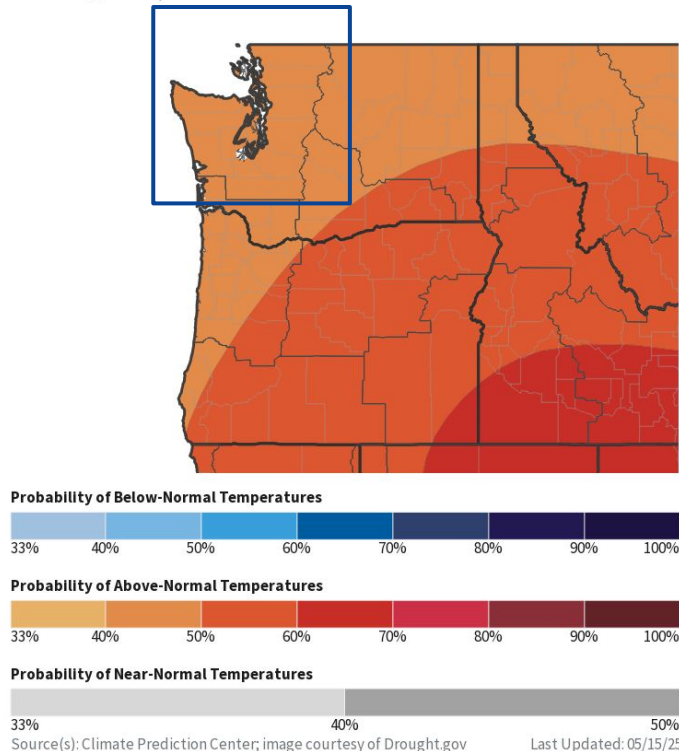 Probability of Below-Normal Temperatures
33% 40% 50% 60% 70% 80% 90% 100%
Probability of Above-Normal Temperatures
33% 40% 50% 60% 70% 80% 90% 100%
Probability of Near-Normal Temperatures
33% 40% 50%
Source(s): Climate Prediction Center; image courtesy of Drought.gov Last Updated: 05/15/25